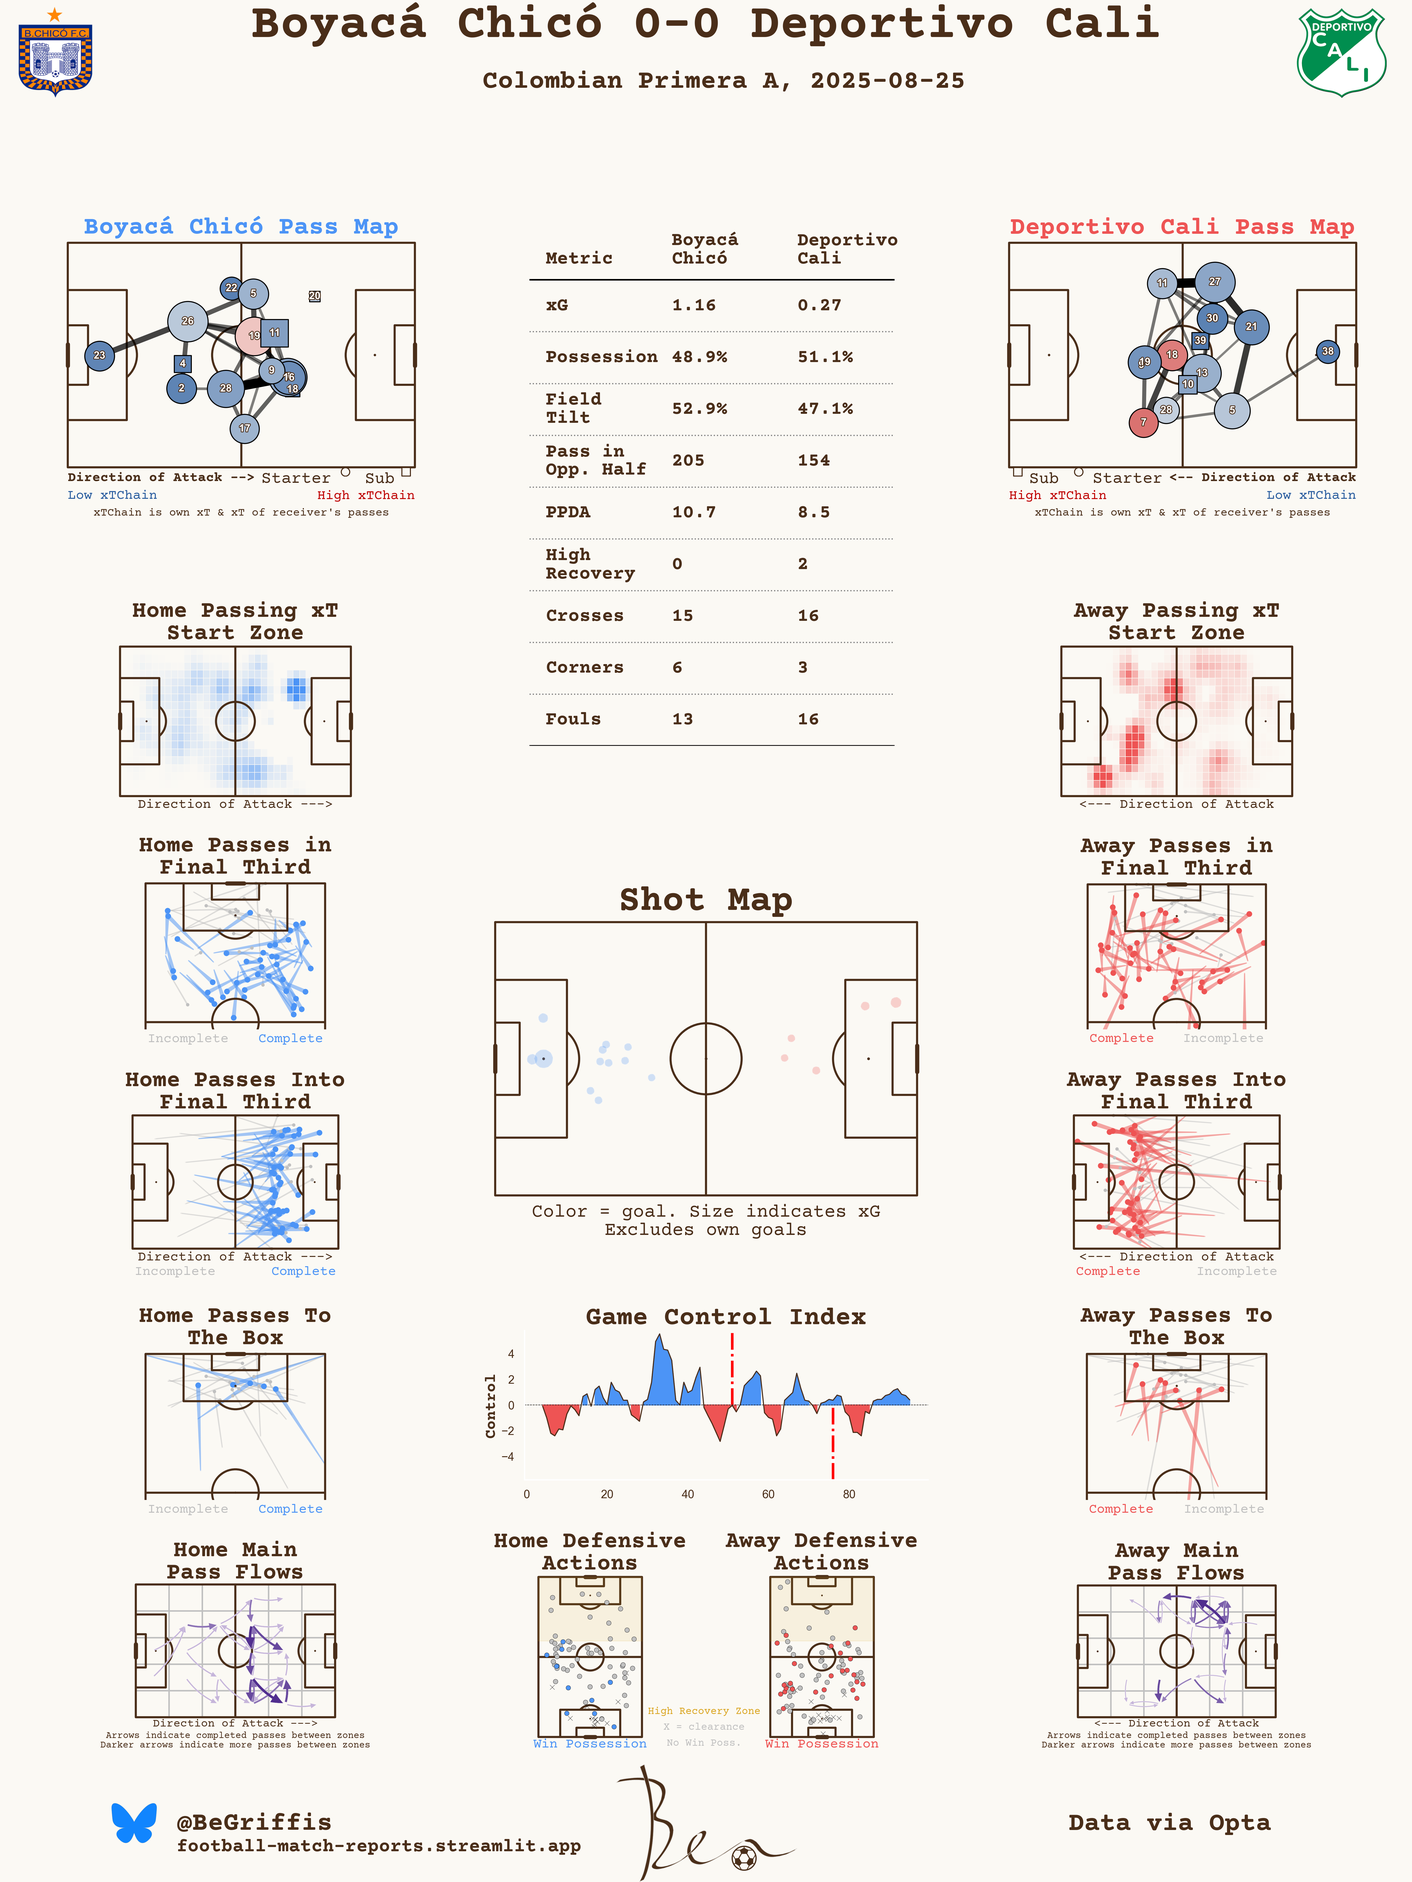 Boyacá Chicó 0-0 Deportivo Cali
Colombian Primera A, 2025-08-25
B.CHICÓ F.C.
DEPORTIVO
CALI
Boyacá Chicó Pass Map
22
5
20
26
19
11
23
4
9
16
2
28
18
17
Direction of Attack --> Starter Sub
Low xTChain High xTChain
xTChain is own xT & xT of receiver's passes
Metric Boyacá Chicó Deportivo Cali
xG 1.16 0.27
Possession 48.9% 51.1%
Field Tilt 52.9% 47.1%
Pass in Opp. Half 205 154
PPDA 10.7 8.5
High Recovery 0 2
Crosses 15 16
Corners 6 3
Fouls 13 16
Deportivo Cali Pass Map
11
27
30
21
39
38
19
18
13
10
28
5
7
Sub Starter <-- Direction of Attack
High xTChain Low xTChain
xTChain is own xT & xT of receiver's passes
Home Passing xT
Start Zone
Direction of Attack --->
Away Passing xT
Start Zone
<--- Direction of Attack
Home Passes in
Final Third
Incomplete Complete
Away Passes in
Final Third
Complete Incomplete
Shot Map
Color = goal. Size indicates xG
Excludes own goals
Home Passes Into
Final Third
Direction of Attack --->
Incomplete Complete
Away Passes Into
Final Third
<--- Direction of Attack
Complete Incomplete
Home Passes To
The Box
Incomplete Complete
Game Control Index
Control
4
2
0
−2
−4
0 20 40 60 80
Away Passes To
The Box
Complete Incomplete
Home Main
Pass Flows
Direction of Attack --->
Arrows indicate completed passes between zones
Darker arrows indicate more passes between zones
Home Defensive
Actions
Win Possession
Away Defensive
Actions
Win Possession
High Recovery Zone
X = clearance
No Win Poss.
Away Main
Pass Flows
<--- Direction of Attack
Arrows indicate completed passes between zones
Darker arrows indicate more passes between zones
@BeGriffis
football-match-reports.streamlit.app
Ben
Data via Opta